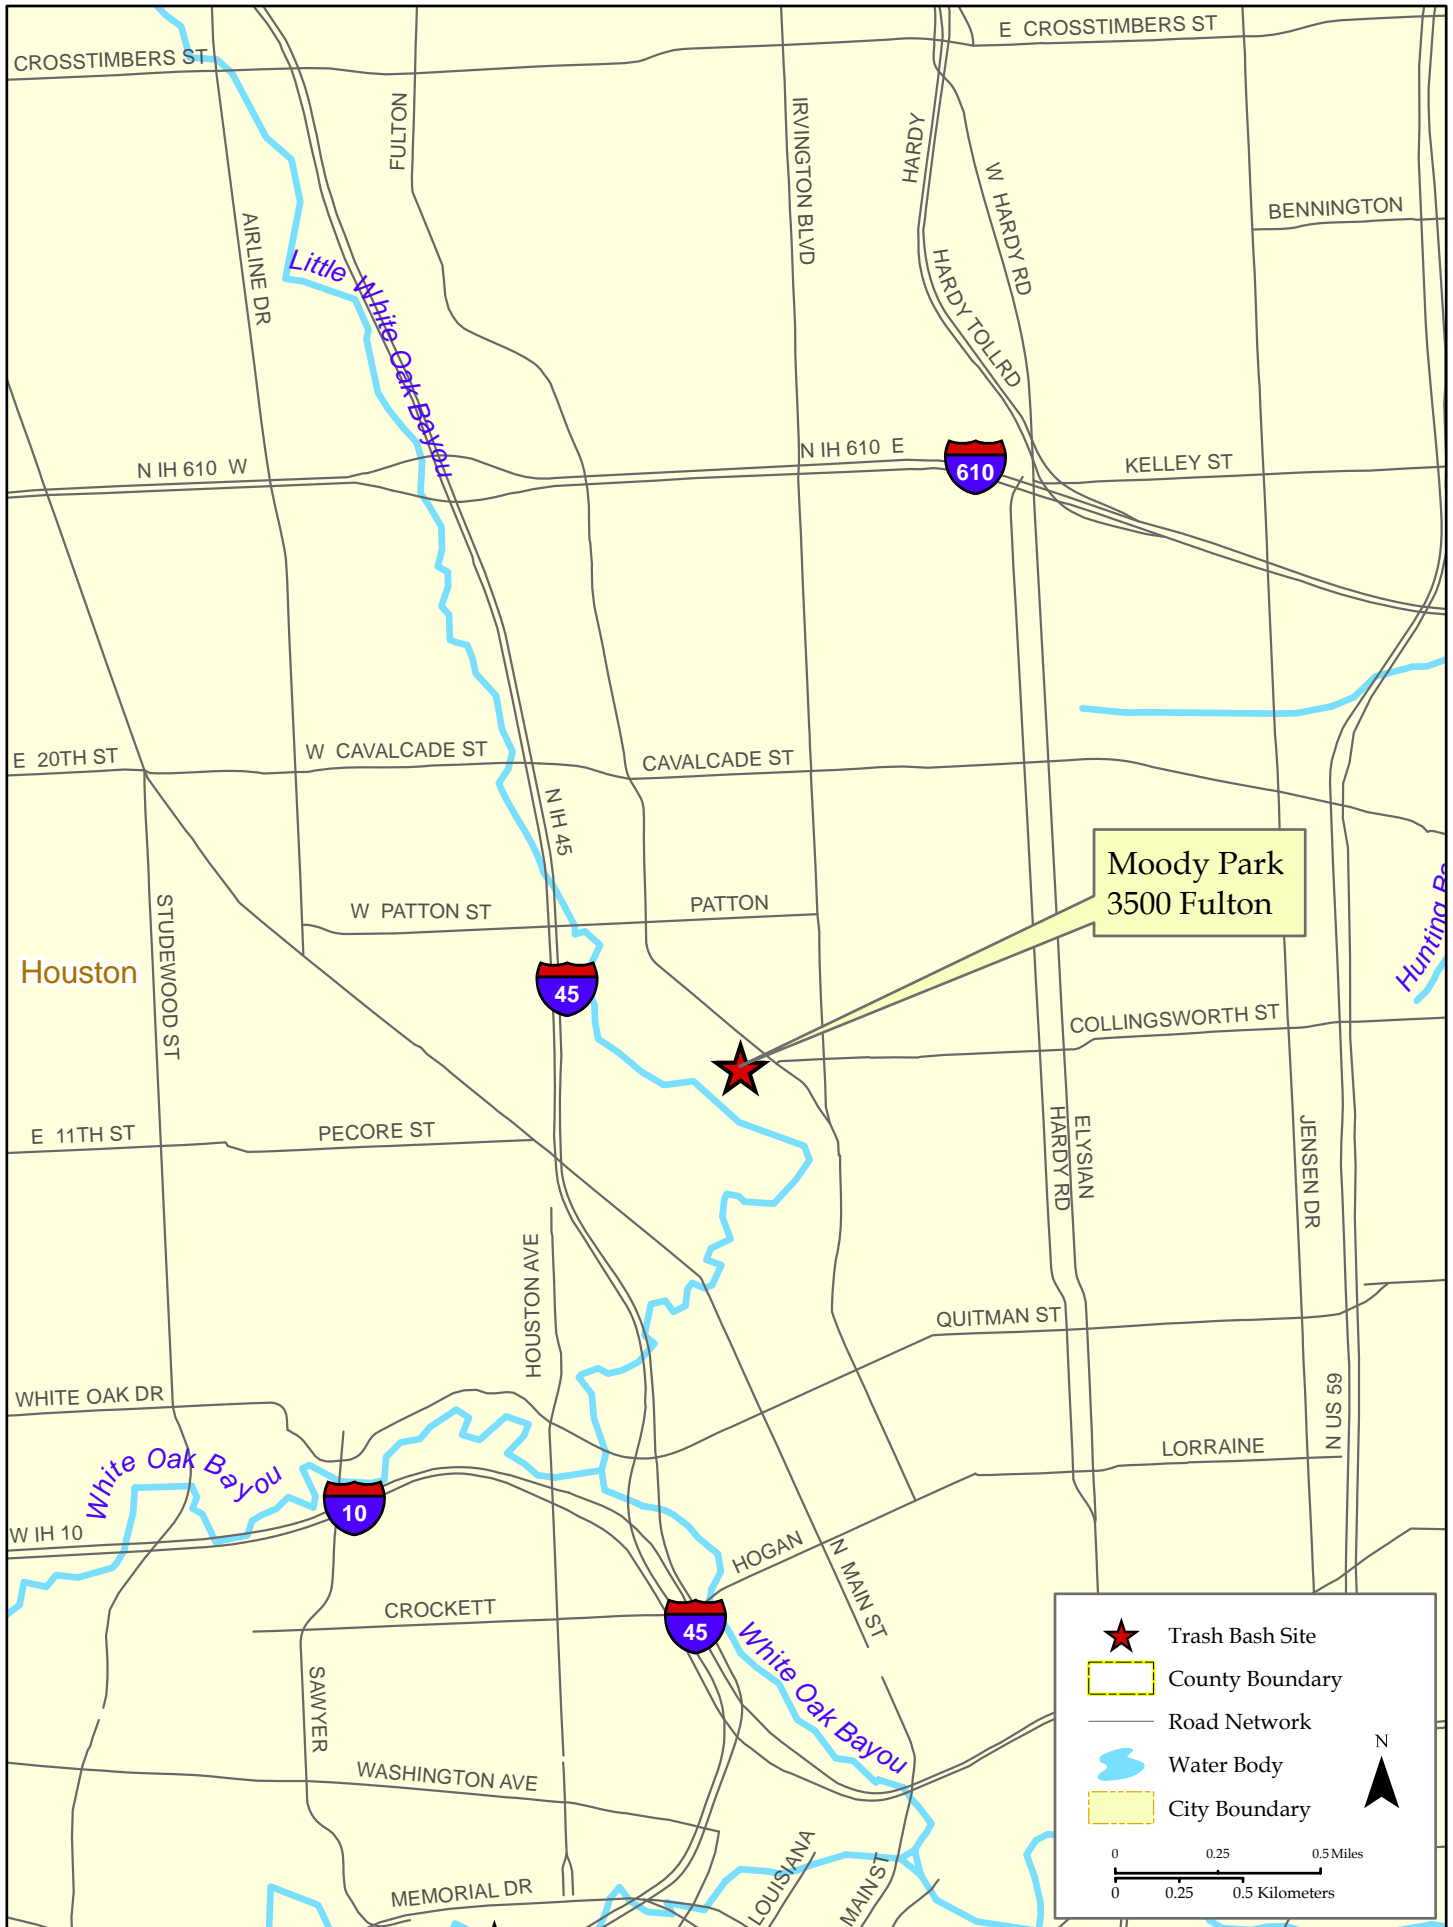 CROSSTIMBERS ST
E CROSSTIMBERS ST
FULTON
IRVINGTON BLVD
HARDY
W HARDY RD
BENNINGTON
AIRLINE DR
Little White Oak Bayou
HARDY TOLLRD
N IH 610 W
N IH 610 E
610
KELLEY ST
E 20TH ST
W CAVALCADE ST
CAVALCADE ST
N IH 45
Moody Park
3500 Fulton
W PATTON ST
PATTON
STUDEWOOD ST
Houston
45
COLLINGSWORTH ST
Hunting
E 11TH ST
PECORE ST
HARDY RD
ELYSIAN
JENSEN DR
HOUSTON AVE
QUITMAN ST
WHITE OAK DR
N US 59
White Oak Bayou
LORRAINE
10
W IH 10
HOGAN
N MAIN ST
CROCKETT
45
White Oak Bayou
SAWYER
WASHINGTON AVE
MEMORIAL DR
LOUISIANA
MAIN ST
Trash Bash Site
County Boundary
Road Network
Water Body
City Boundary
N
0 0.25 0.5 Miles
0 0.25 0.5 Kilometers